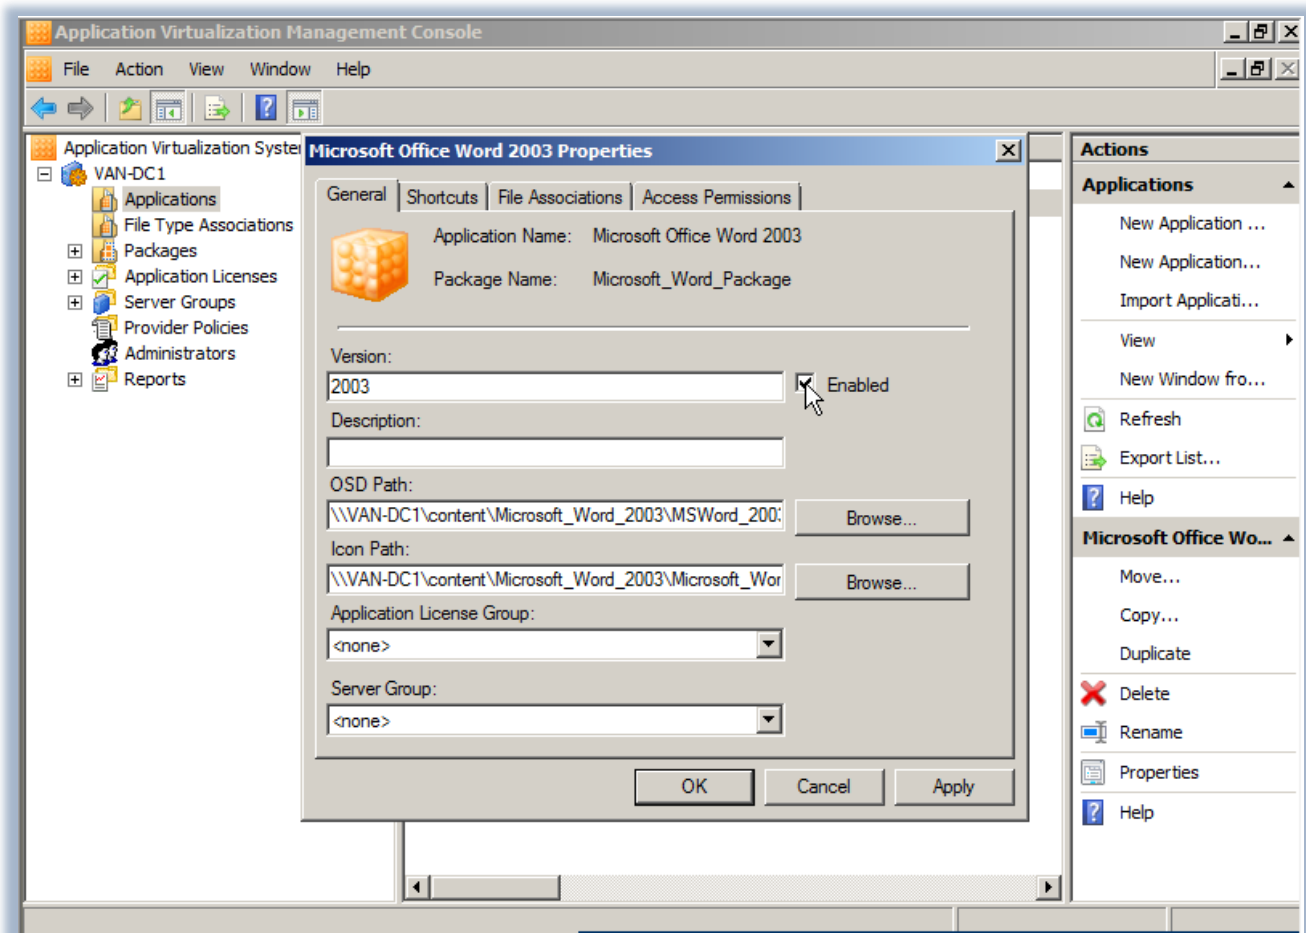 Application Virtualization Management Console
File Action View Window Help
Application Virtualization Syste
VAN-DC1
Applications
File Type Associations
Packages
Application Licenses
Server Groups
Provider Policies
Administrators
Reports
Microsoft Office Word 2003 Properties
General Shortcuts File Associations Access Permissions
Application Name: Microsoft Office Word 2003
Package Name: Microsoft_Word_Package
Version:
2003
Enabled
Description:
OSD Path:
\\VAN-DC1\content\Microsoft_Word_2003\MSWord_200
Browse...
Icon Path:
\\VAN-DC1\content\Microsoft_Word_2003\Microsoft_Wor
Browse...
Application License Group:
<none>
Server Group:
<none>
OK Cancel Apply
Actions
Applications
New Application ...
New Application...
Import Applicati...
View
New Window fro...
Refresh
Export List...
Help
Microsoft Office Wo...
Move...
Copy...
Duplicate
Delete
Rename
Properties
Help